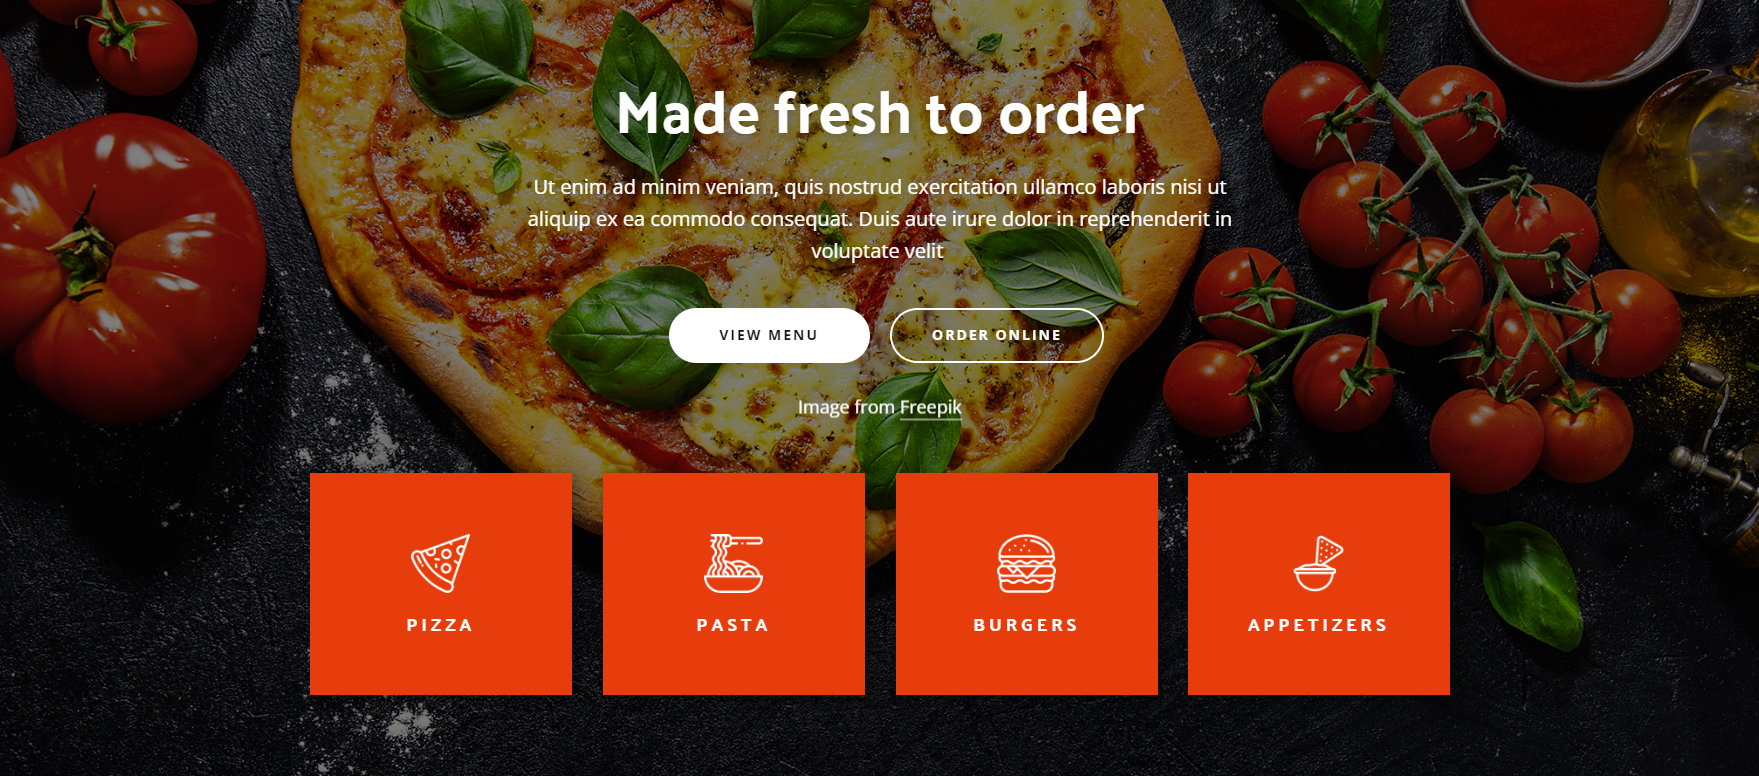 Made fresh to order
Ut enim ad minim veniam, quis nostrud exercitation ullamco laboris nisi ut
aliquip ex ea commodo consequat. Duis aute irure dolor in reprehenderit in
voluptate velit
VIEW MENU
ORDER ONLINE
Image from Freepik
PIZZA
PASTA
BURGERS
APPETIZERS